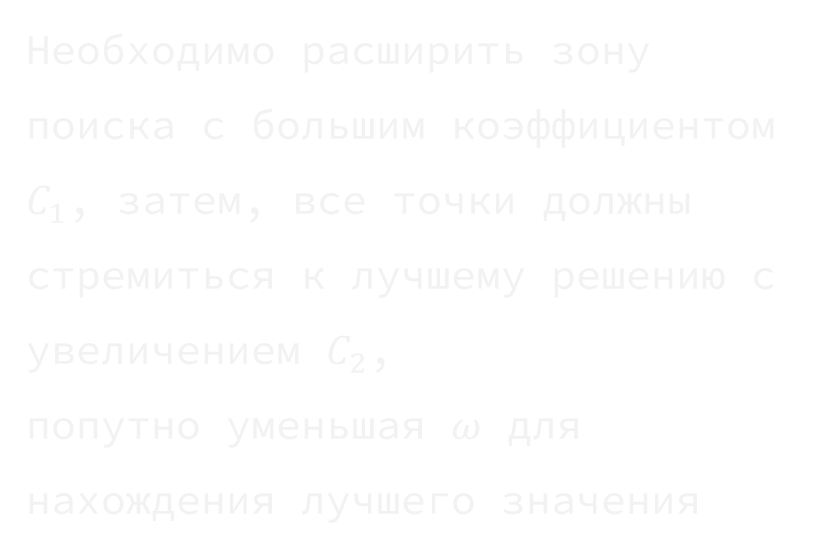 Необходимо расширить зону
поиска с большим коэффициентом
C₁, затем, все точки должны
стремиться к лучшему решению с
увеличением C₂,
попутно уменьшая ω для
нахождения лучшего значения